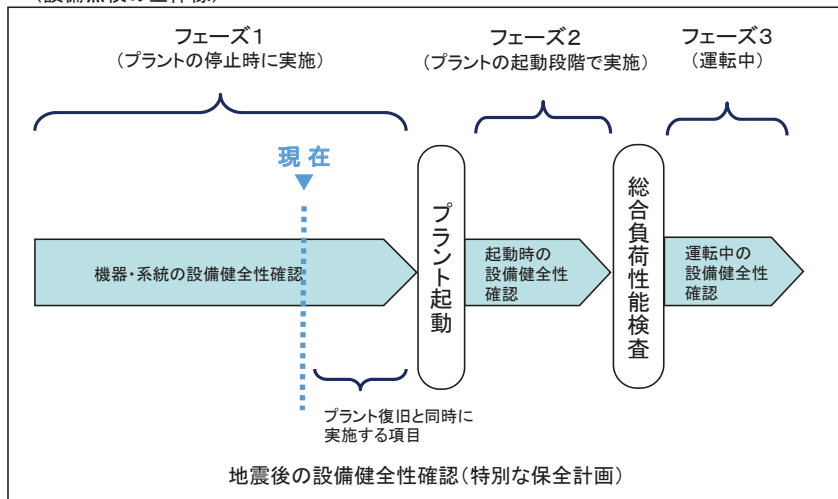 フェーズ1
(プラントの停止時に実施)
フェーズ2
(プラントの起動段階で実施)
フェーズ3
(運転中)
現 在
機器・系統の設備健全性確認
プラント起動
起動時の
設備健全性
確認
総合負荷性能検査
運転中の
設備健全性
確認
プラント復旧と同時に
実施する項目
地震後の設備健全性確認(特別な保全計画)